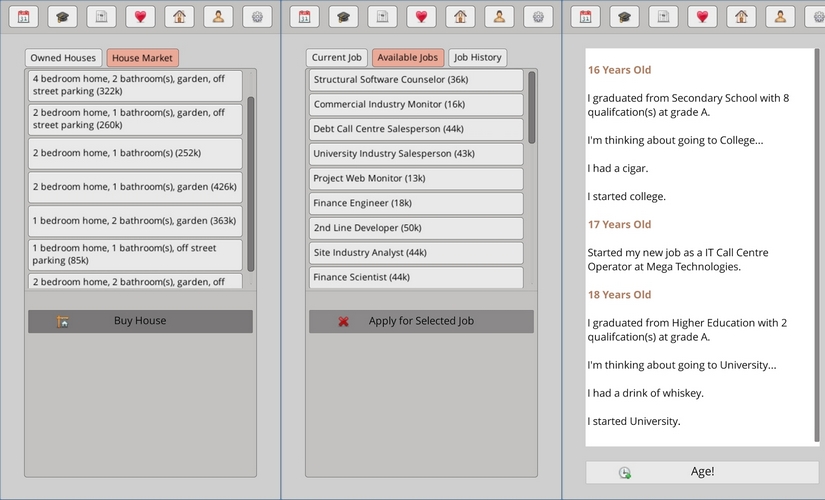 Owned Houses
House Market
4 bedroom home, 2 bathroom(s), garden, off
street parking (322k)
2 bedroom home, 1 bathroom(s), garden, off
street parking (260k)
2 bedroom home, 1 bathroom(s) (252k)
2 bedroom home, 1 bathroom(s), garden (426k)
1 bedroom home, 2 bathroom(s), garden (363k)
1 bedroom home, 1 bathroom(s), off street
parking (85k)
2 bedroom home, 2 bathroom(s), garden, off
Buy House
Current Job
Available Jobs
Job History
Structural Software Counselor (36k)
Commercial Industry Monitor (16k)
Debt Call Centre Salesperson (44k)
University Industry Salesperson (43k)
Project Web Monitor (13k)
Finance Engineer (18k)
2nd Line Developer (50k)
Site Industry Analyst (44k)
Finance Scientist (44k)
Apply for Selected Job
16 Years Old
I graduated from Secondary School with 8
qualifcation(s) at grade A.
I'm thinking about going to College...
I had a cigar.
I started college.
17 Years Old
Started my new job as a IT Call Centre
Operator at Mega Technologies.
18 Years Old
I graduated from Higher Education with 2
qualifcation(s) at grade A.
I'm thinking about going to University...
I had a drink of whiskey.
I started University.
Age!